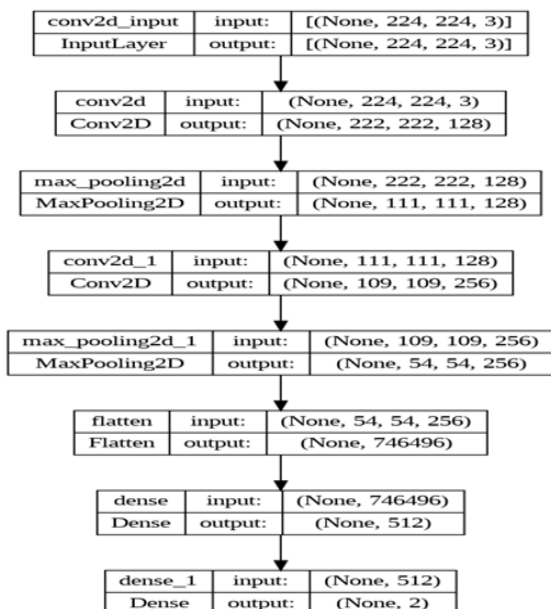 conv2d_input input: [(None, 224, 224, 3)]
InputLayer output: [(None, 224, 224, 3)]
conv2d input: (None, 224, 224, 3)
Conv2D output: (None, 222, 222, 128)
max_pooling2d input: (None, 222, 222, 128)
MaxPooling2D output: (None, 111, 111, 128)
conv2d_1 input: (None, 111, 111, 128)
Conv2D output: (None, 109, 109, 256)
max_pooling2d_1 input: (None, 109, 109, 256)
MaxPooling2D output: (None, 54, 54, 256)
flatten input: (None, 54, 54, 256)
Flatten output: (None, 746496)
dense input: (None, 746496)
Dense output: (None, 512)
dense_1 input: (None, 512)
Dense output: (None, 2)